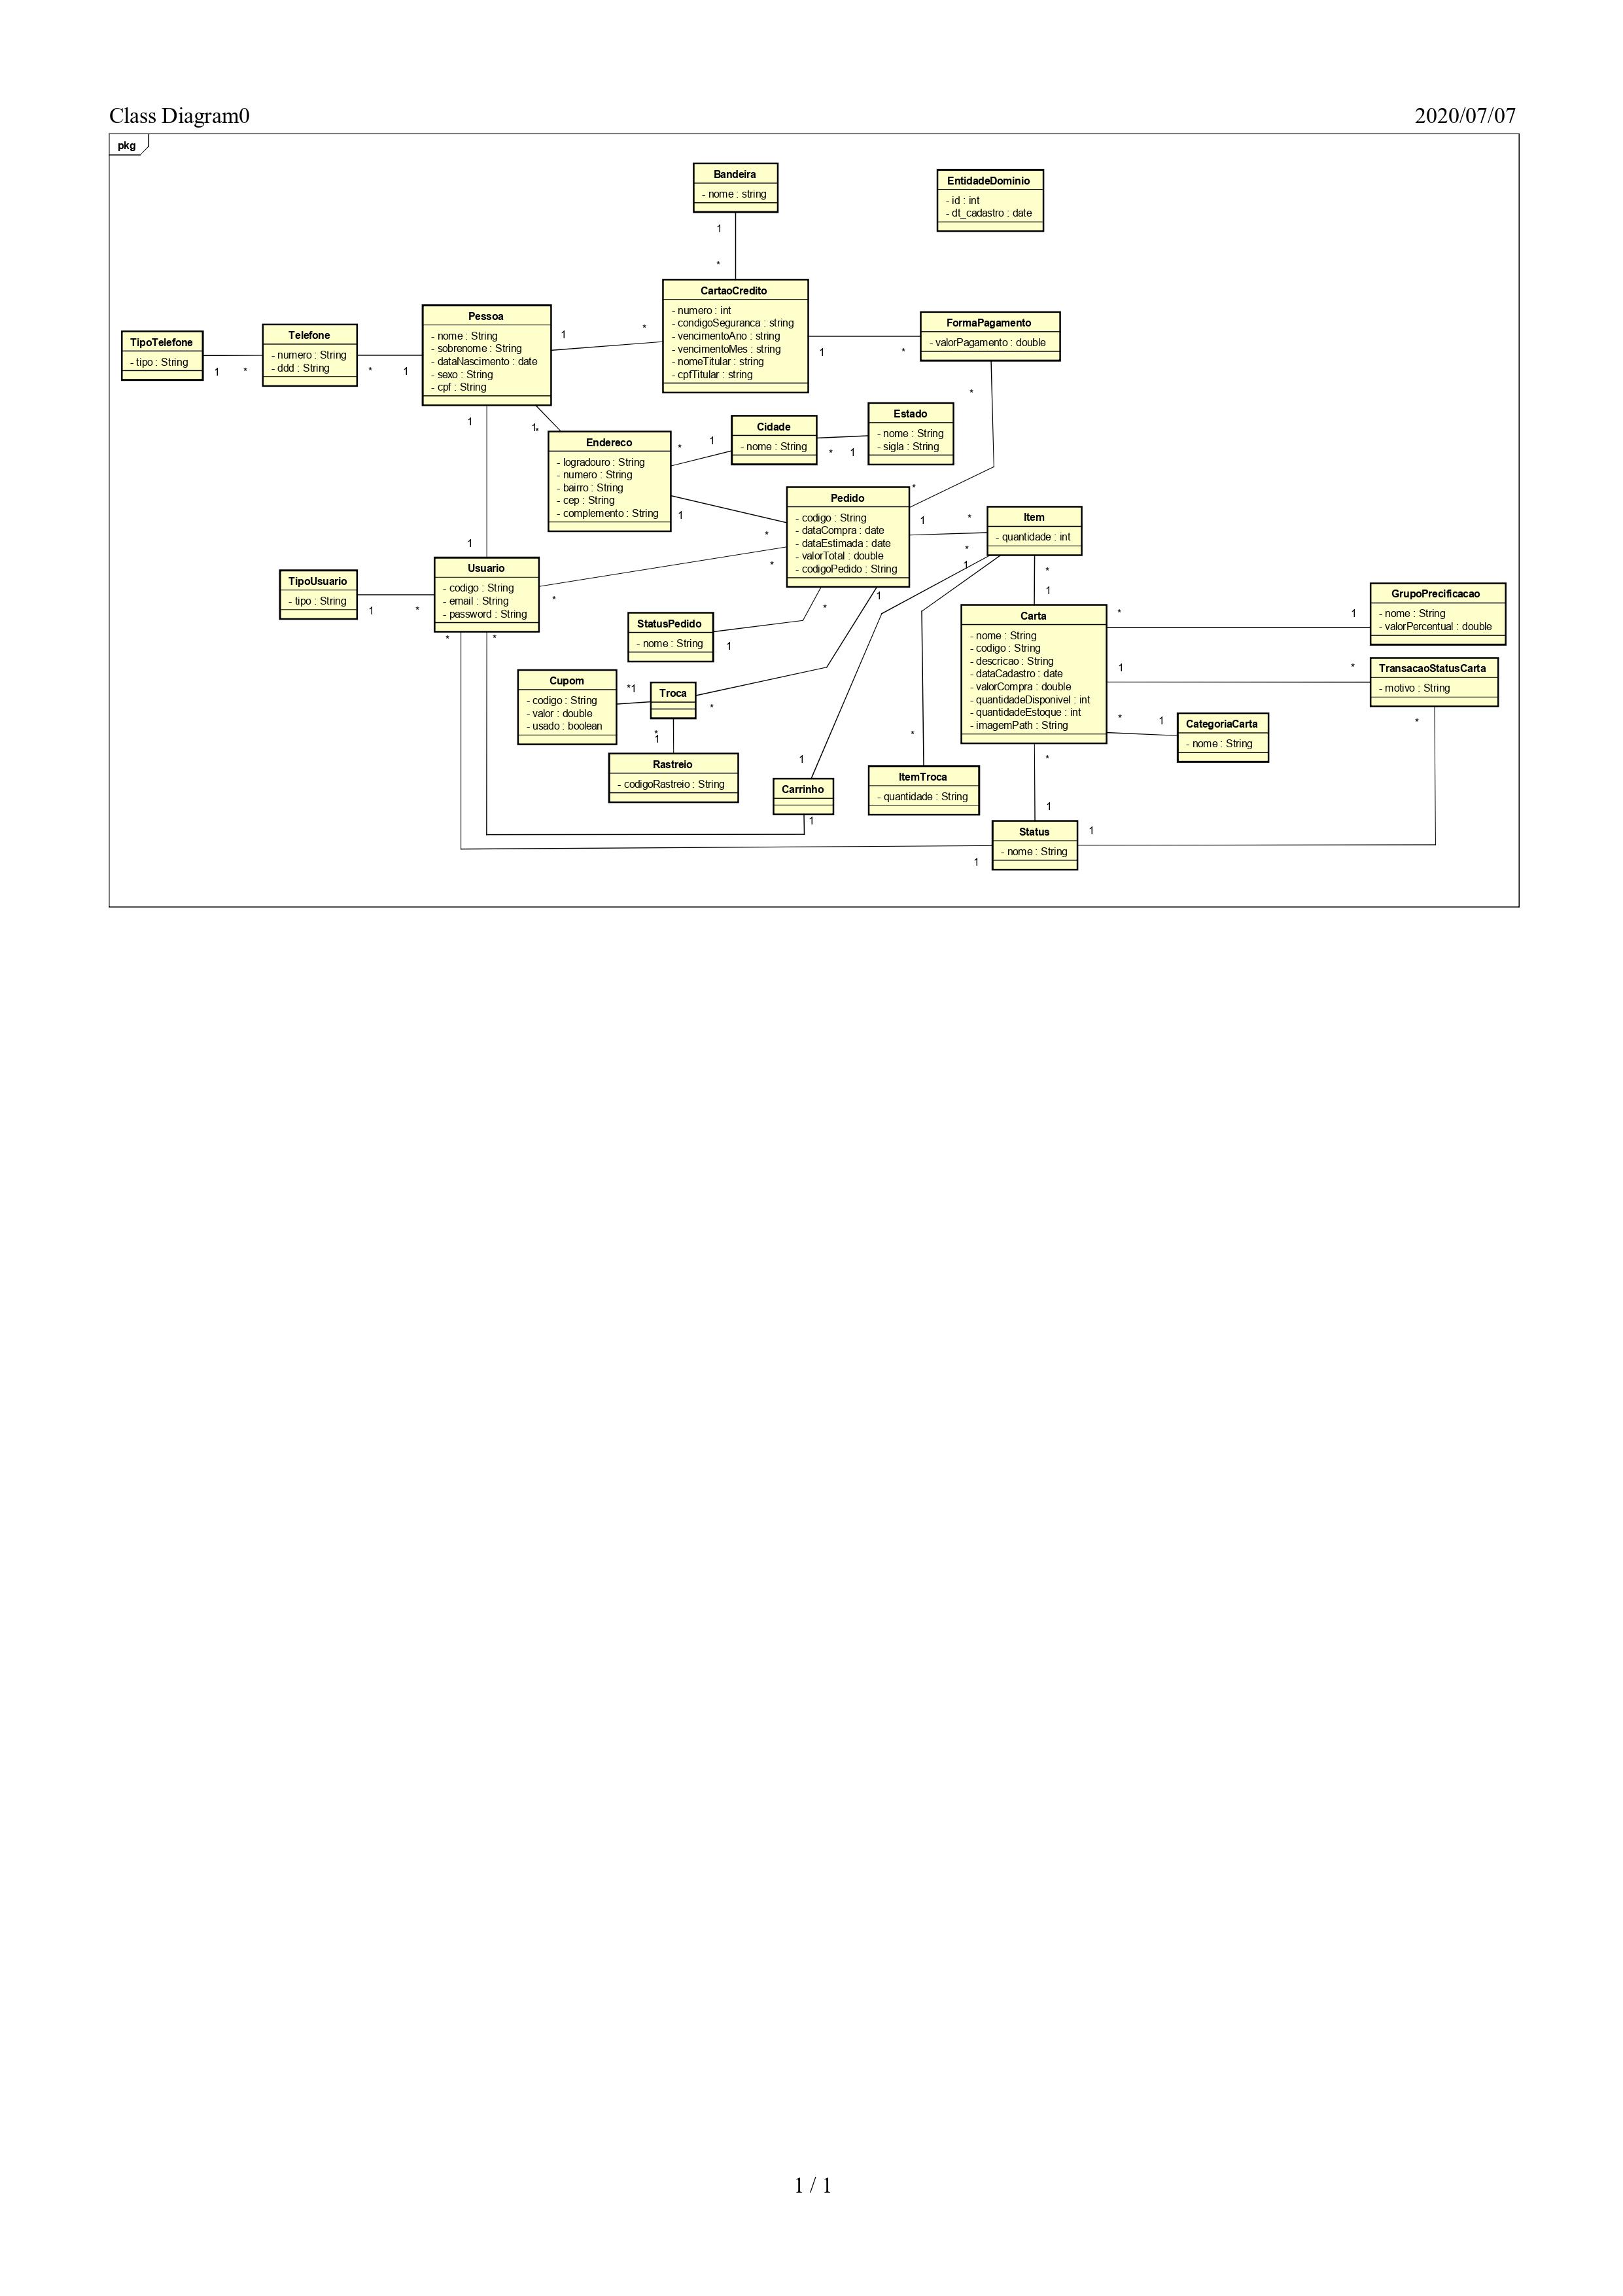 Class Diagram0
2020/07/07
pkg
Bandeira
- nome : string
EntidadeDominio
- id : int
- dt_cadastro : date
1
*
CartaoCredito
- numero : int
- condigoSeguranca : string
- vencimentoAno : string
- vencimentoMes : string
- nomeTitular : string
- cpfTitular : string
Pessoa
- nome : String
- sobrenome : String
- dataNascimento : date
- sexo : String
- cpf : String
1
*
FormaPagamento
- valorPagamento : double
1
*
TipoTelefone
- tipo : String
Telefone
- numero : String
- ddd : String
1
*
*
1
*
1
1
*
Endereco
- logradouro : String
- numero : String
- bairro : String
- cep : String
- complemento : String
*
1
Cidade
- nome : String
*
1
Estado
- nome : String
- sigla : String
1
*
*
Pedido
- codigo : String
- dataCompra : date
- dataEstimada : date
- valorTotal : double
- codigoPedido : String
1
*
Item
- quantidade : int
*
1
1
*
*
Usuario
- codigo : String
- email : String
- password : String
TipoUsuario
- tipo : String
1
*
*
*
*
1
StatusPedido
- nome : String
*
1
1
Carta
- nome : String
- codigo : String
- descricao : String
- dataCadastro : date
- valorCompra : double
- quantidadeDisponivel : int
- quantidadeEstoque : int
- imagemPath : String
*
1
GrupoPrecificacao
- nome : String
- valorPercentual : double
1
*
TransacaoStatusCarta
- motivo : String
*
Cupom
- codigo : String
- valor : double
- usado : boolean
*
1
Troca
*
*
1
Rastreio
- codigoRastreio : String
*
1
CategoriaCarta
- nome : String
1
Carrinho
1
*
ItemTroca
- quantidade : String
*
1
Status
- nome : String
1
1
1 / 1